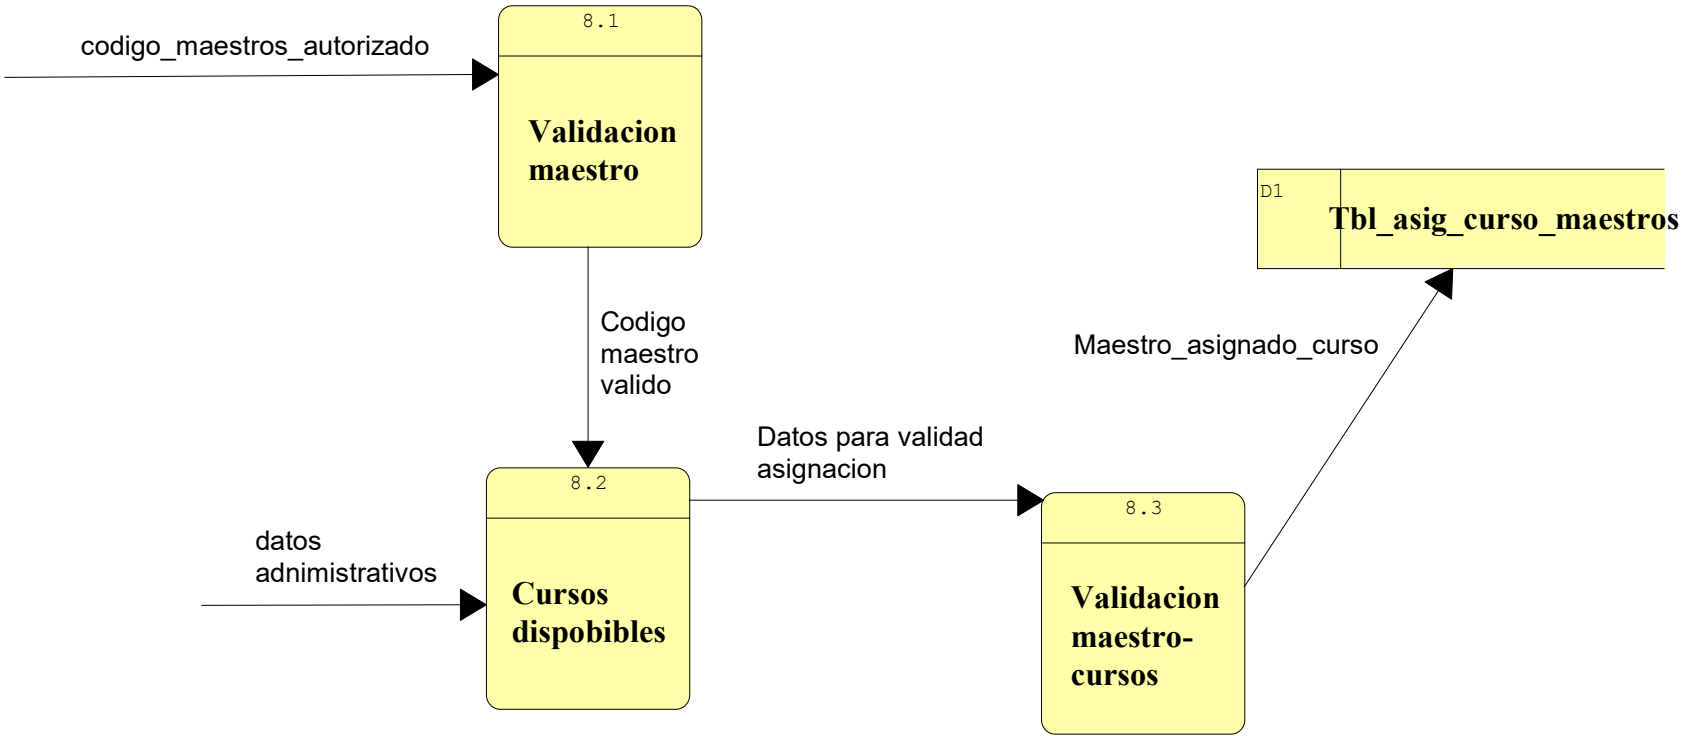 8.1
codigo_maestros_autorizado
Validacion
maestro
D1
Tbl_asig_curso_maestros
Codigo
maestro
valido
Maestro_asignado_curso
Datos para validad
asignacion
8.2
8.3
datos
adnimistrativos
Cursos
dispobibles
Validacion
maestro-
cursos